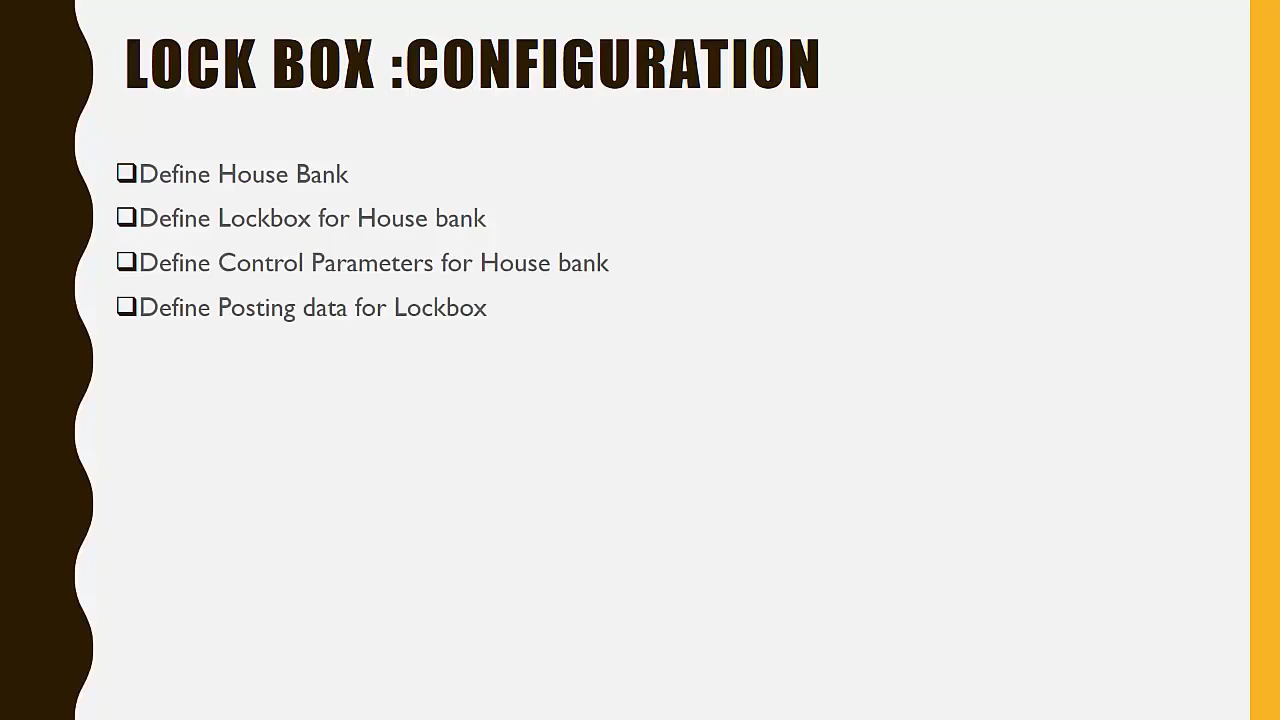 LOCK BOX :CONFIGURATION
❑Define House Bank
❑Define Lockbox for House bank
❑Define Control Parameters for House bank
❑Define Posting data for Lockbox